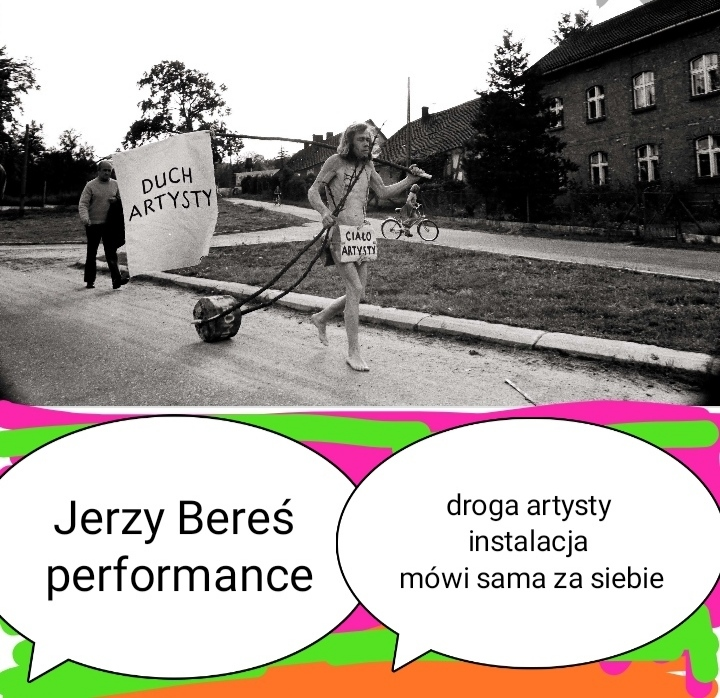 DUCH
ARTYSTY
CIAŁO
ARTYSTY
Jerzy Bereś
performance
droga artysty
instalacja
mówi sama za siebie